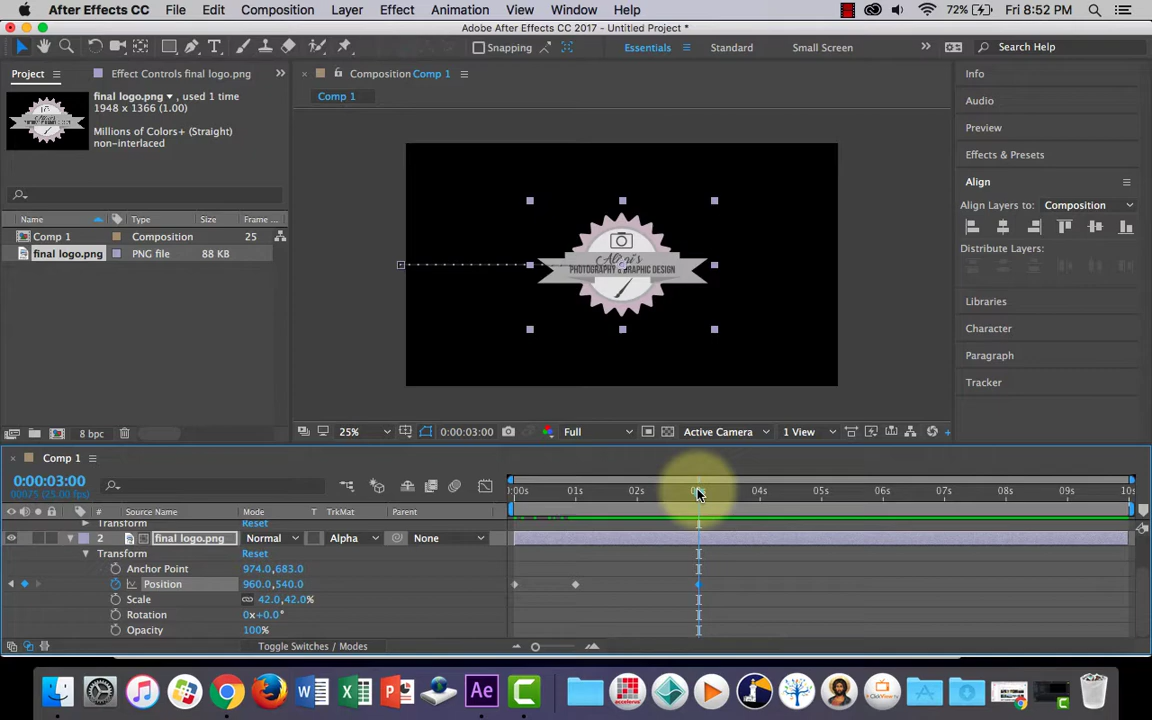 After Effects CC File Edit Composition Layer Effect Animation View Window Help 72% Fri 8:52 PM
Adobe After Effects CC 2017 - Untitled Project *
Snapping Essentials Standard Small Screen Search Help
Project Effect Controls final logo.png Composition Comp 1 Info
Comp 1
final logo.png , used 1 time
1948 x 1366 (1.00)
Millions of Colors+ (Straight)
non-interlaced
Audio
Preview
Effects & Presets
Align
Align Layers to: Composition
Distribute Layers:
Libraries
Character
Paragraph
Tracker
Name Type Size Frame ...
Comp 1 Composition 25
final logo.png PNG file 88 KB
PHOTOGRAPHY & GRAPHIC DESIGN
8 bpc
25% 0:00:03:00 Full Active Camera 1 View
Comp 1
0:00:03:00
00075 (25.00 fps)
:00s 01s 02s 03s 04s 05s 06s 07s 08s 09s 10s
# Source Name Mode T TrkMat Parent
Transform Reset
2 final logo.png Normal Alpha None
Transform Reset
Anchor Point 974.0,683.0
Position 960.0,540.0
Scale 42.0,42.0%
Rotation 0x+0.0°
Opacity 100%
Toggle Switches / Modes
Ae